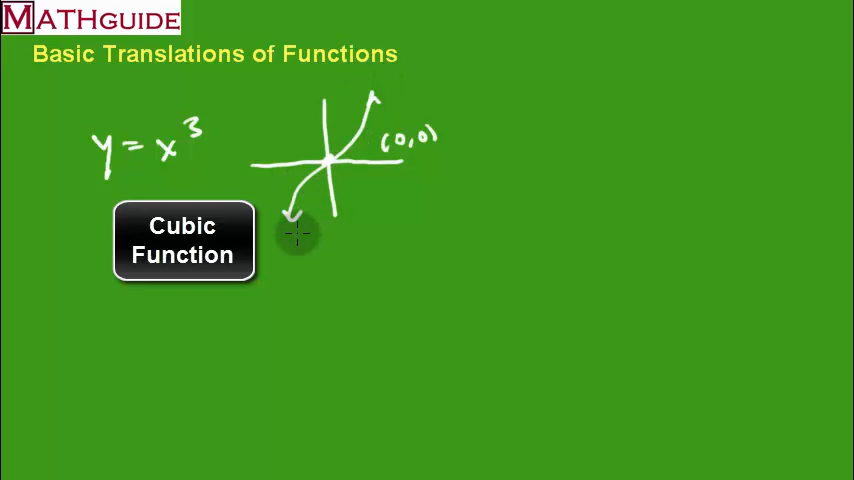 MATHGUIDE
Basic Translations of Functions
y = x³
(0,0)
Cubic
Function